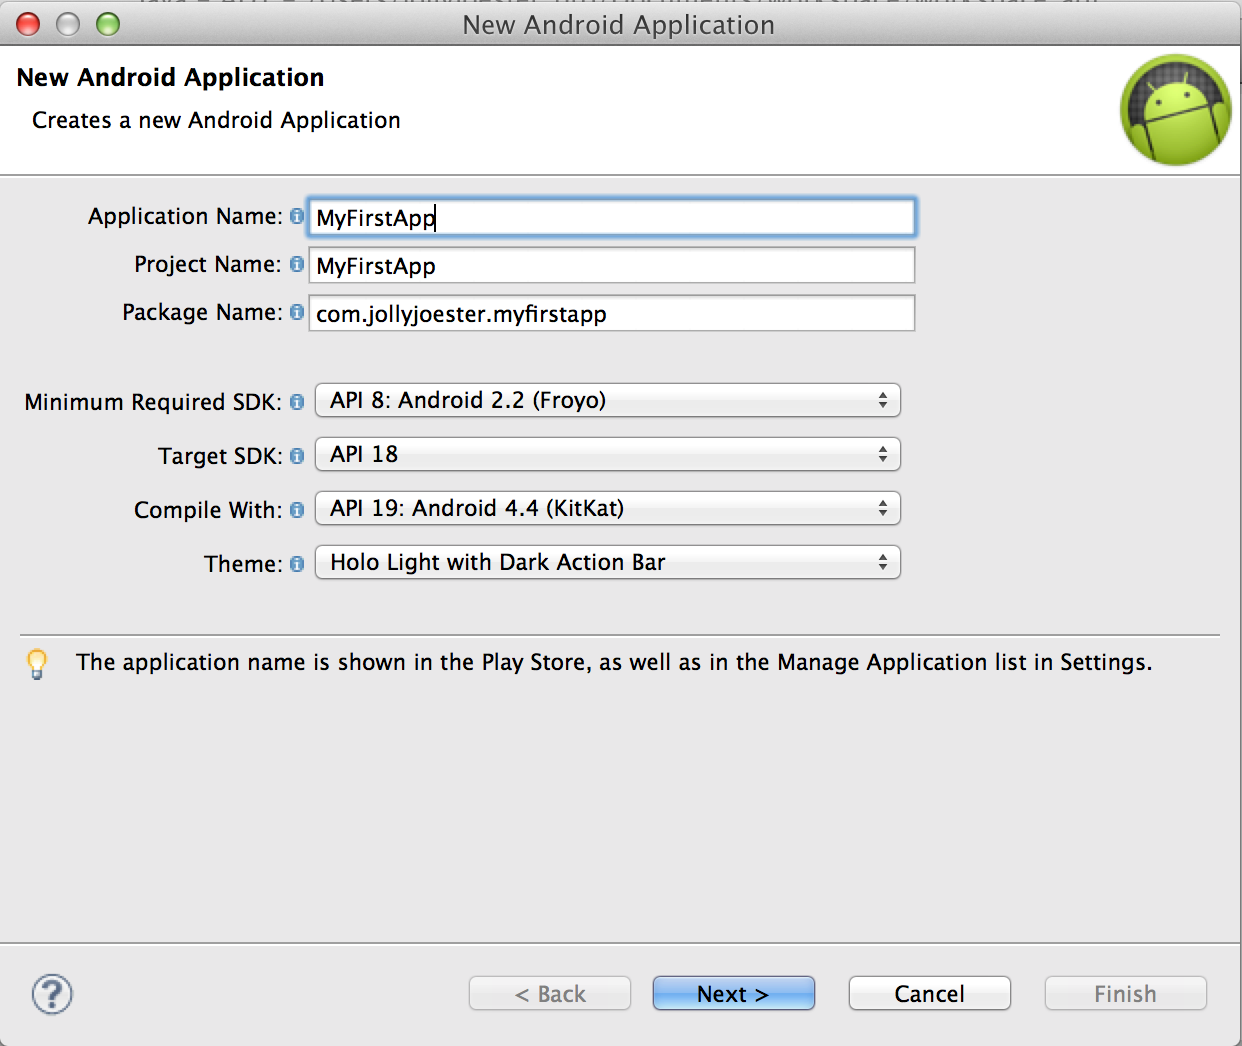 New Android Application
New Android Application
Creates a new Android Application
Application Name: MyFirstApp
Project Name: MyFirstApp
Package Name: com.jollyjoester.myfirstapp
Minimum Required SDK: API 8: Android 2.2 (Froyo)
Target SDK: API 18
Compile With: API 19: Android 4.4 (KitKat)
Theme: Holo Light with Dark Action Bar
The application name is shown in the Play Store, as well as in the Manage Application list in Settings.
? < Back Next > Cancel Finish